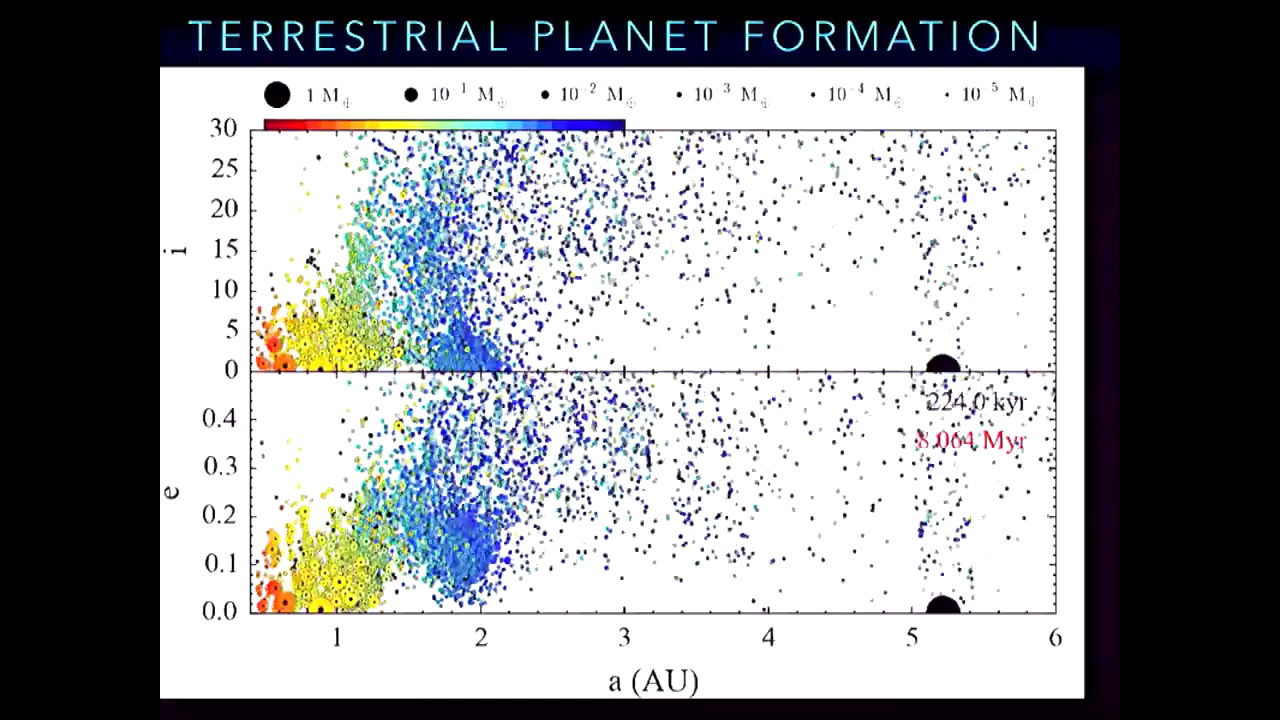 TERRESTRIAL PLANET FORMATION
1 M⊕ 10⁻¹ M⊕ 10⁻² M⊕ 10⁻³ M⊕ 10⁻⁴ M⊕ 10⁻⁵ M⊕
30
25
20
15
10
5
0
i
224.0 kyr
8.064 Myr
0.4
0.3
0.2
0.1
0.0
e
1 2 3 4 5 6
a (AU)